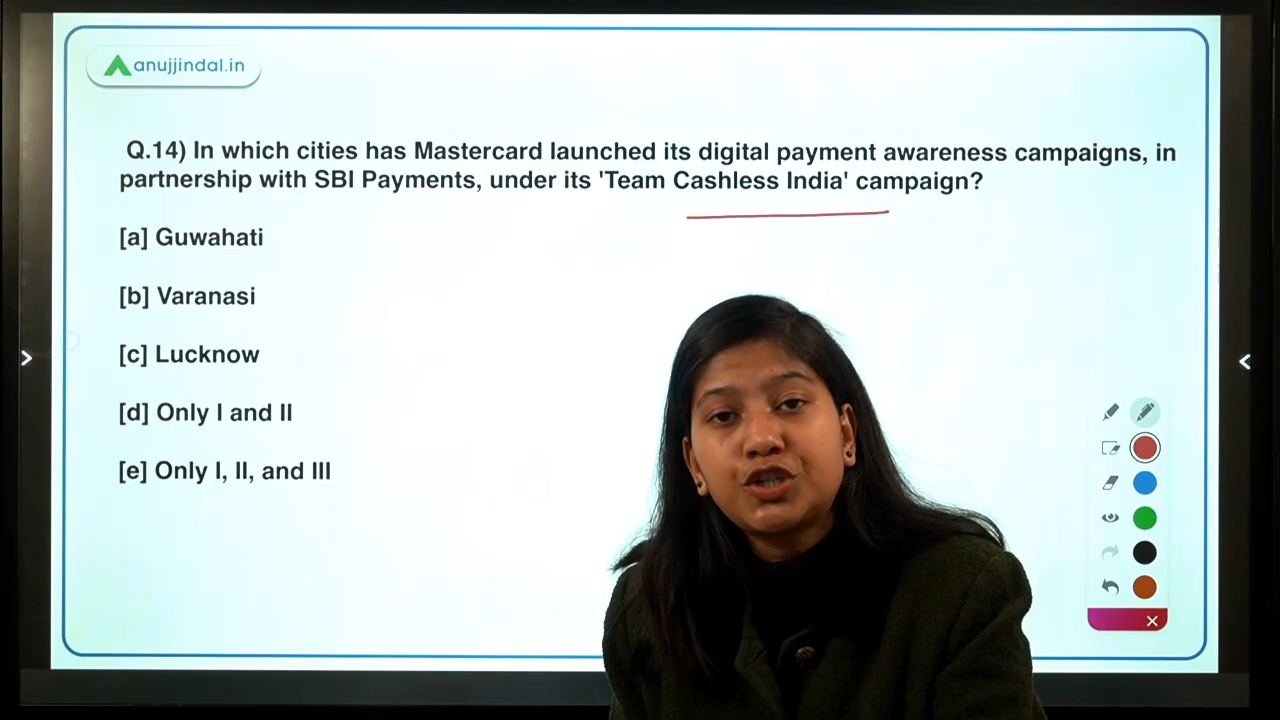 anujjindal.in
Q.14) In which cities has Mastercard launched its digital payment awareness campaigns, in
partnership with SBI Payments, under its 'Team Cashless India' campaign?
[a] Guwahati
[b] Varanasi
[c] Lucknow
[d] Only I and II
[e] Only I, II, and III